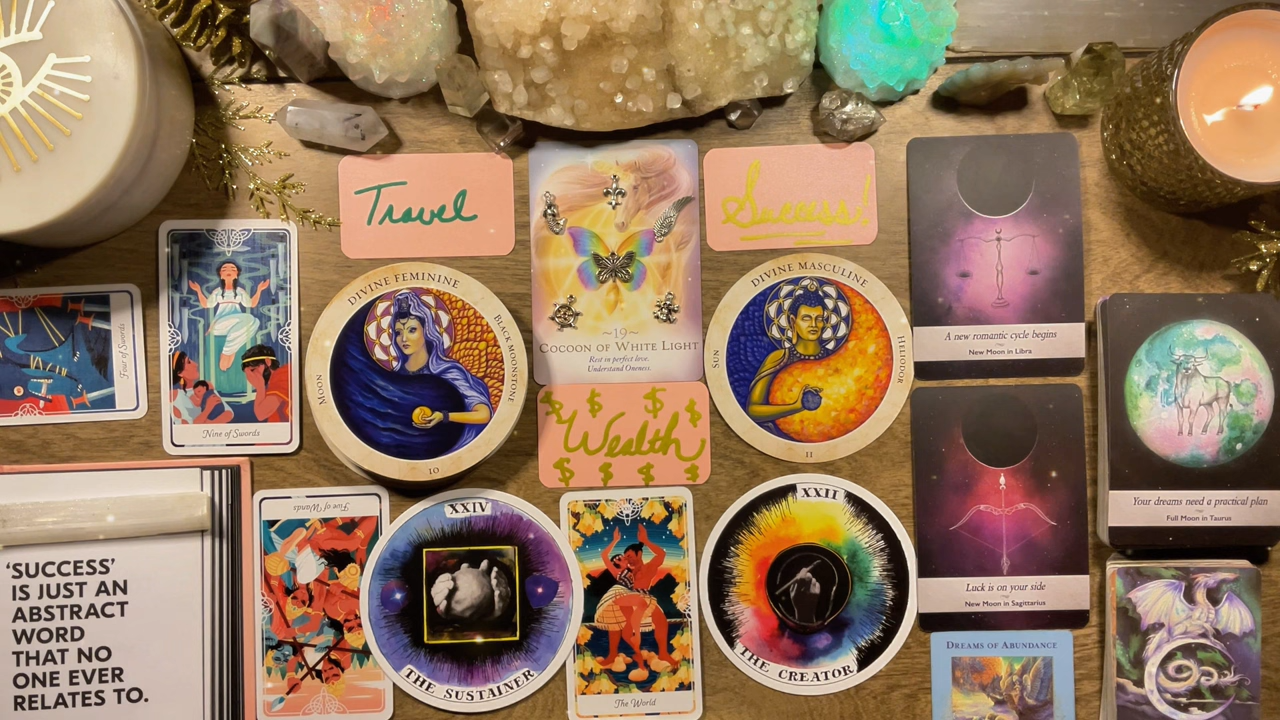 Travel
Success!
DIVINE FEMININE
MOON
BLACK MOONSTONE
10
~19~
COCOON OF WHITE LIGHT
Rest in perfect love.
Understand Oneness.
DIVINE MASCULINE
SUN
HELIODOR
11
A new romantic cycle begins
New Moon in Libra
Four of Swords
Nine of Swords
$ $ $ $
Wealth
$ $ $ $
Your dreams need a practical plan
Full Moon in Taurus
Five of Wands
XXIV
THE SUSTAINER
The World
XXII
THE CREATOR
Luck is on your side
New Moon in Sagittarius
DREAMS OF ABUNDANCE
'SUCCESS'
IS JUST AN
ABSTRACT
WORD
THAT NO
ONE EVER
RELATES TO.